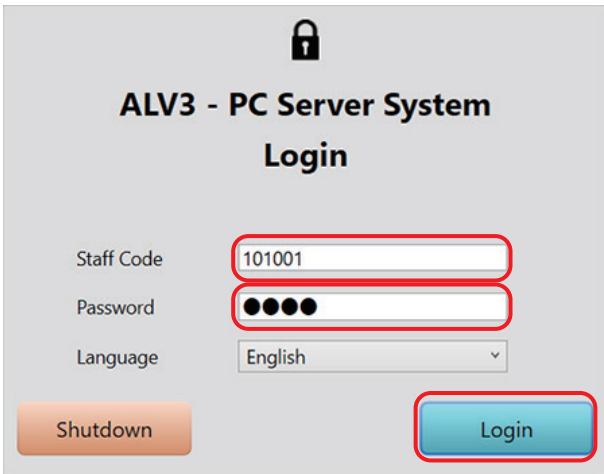 ALV3 - PC Server System
Login
Staff Code 101001
Password ●●●●
Language English
Shutdown Login